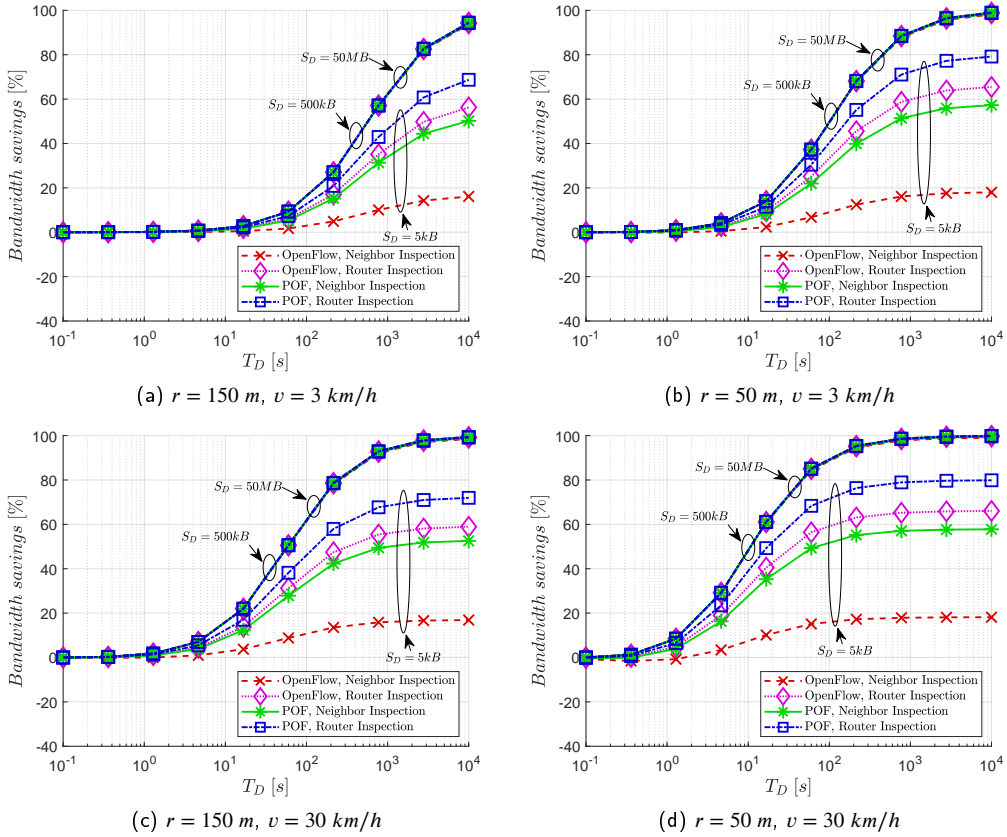 100
80
60
40
20
0
-20
-40
Bandwidth savings [%]
S_D = 50MB
S_D = 500kB
S_D = 5kB
OpenFlow, Neighbor Inspection
OpenFlow, Router Inspection
POF, Neighbor Inspection
POF, Router Inspection
10^-1 10^0 10^1 10^2 10^3 10^4
T_D [s]
(a) r = 150 m, v = 3 km/h
100
80
60
40
20
0
-20
-40
Bandwidth savings [%]
S_D = 50MB
S_D = 500kB
S_D = 5kB
OpenFlow, Neighbor Inspection
OpenFlow, Router Inspection
POF, Neighbor Inspection
POF, Router Inspection
10^-1 10^0 10^1 10^2 10^3 10^4
T_D [s]
(b) r = 50 m, v = 3 km/h
100
80
60
40
20
0
-20
-40
Bandwidth savings [%]
S_D = 50MB
S_D = 500kB
S_D = 5kB
OpenFlow, Neighbor Inspection
OpenFlow, Router Inspection
POF, Neighbor Inspection
POF, Router Inspection
10^-1 10^0 10^1 10^2 10^3 10^4
T_D [s]
(c) r = 150 m, v = 30 km/h
100
80
60
40
20
0
-20
-40
Bandwidth savings [%]
S_D = 50MB
S_D = 500kB
S_D = 5kB
OpenFlow, Neighbor Inspection
OpenFlow, Router Inspection
POF, Neighbor Inspection
POF, Router Inspection
10^-1 10^0 10^1 10^2 10^3 10^4
T_D [s]
(d) r = 50 m, v = 30 km/h